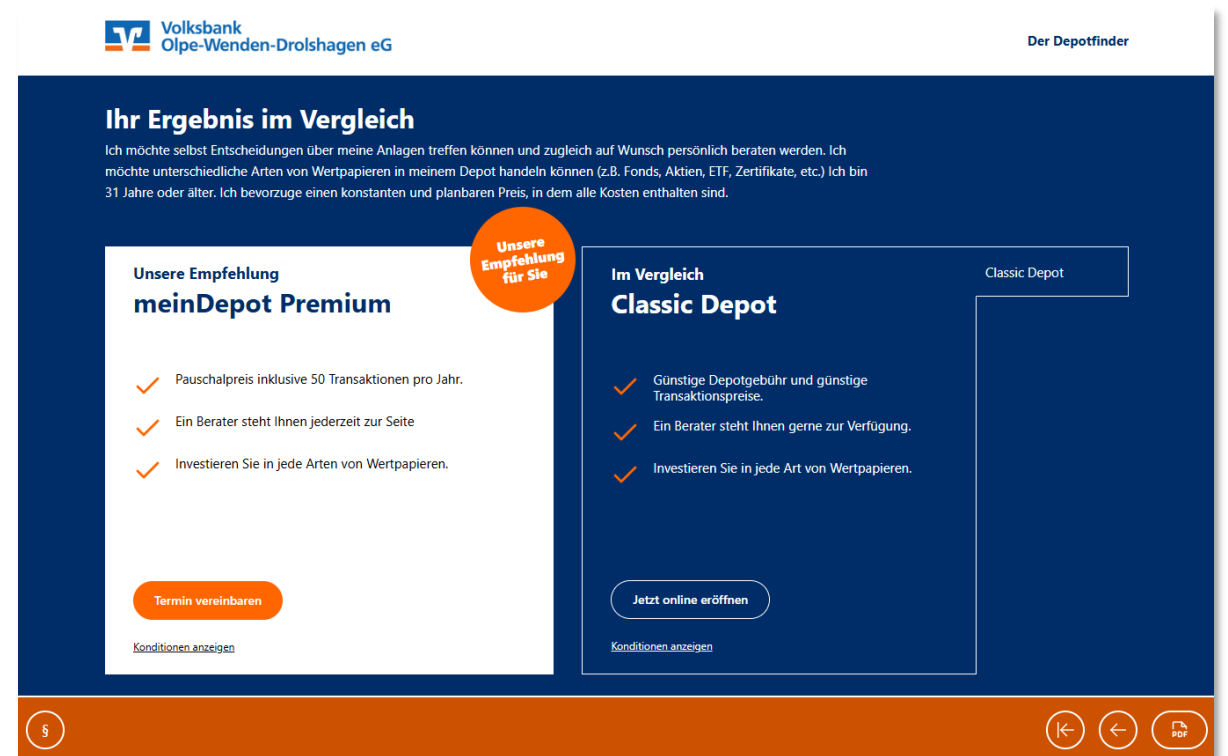 Volksbank
Olpe-Wenden-Drolshagen eG
Der Depotfinder
Ihr Ergebnis im Vergleich
Ich möchte selbst Entscheidungen über meine Anlagen treffen können und zugleich auf Wunsch persönlich beraten werden. Ich
möchte unterschiedliche Arten von Wertpapieren in meinem Depot handeln können (z.B. Fonds, Aktien, ETF, Zertifikate, etc.) Ich bin
31 Jahre oder älter. Ich bevorzuge einen konstanten und planbaren Preis, in dem alle Kosten enthalten sind.
Unsere
Empfehlung
für Sie
Unsere Empfehlung
meinDepot Premium
Pauschalpreis inklusive 50 Transaktionen pro Jahr.
Ein Berater steht Ihnen jederzeit zur Seite
Investieren Sie in jede Arten von Wertpapieren.
Termin vereinbaren
Konditionen anzeigen
Im Vergleich
Classic Depot
Classic Depot
Günstige Depotgebühr und günstige
Transaktionspreise.
Ein Berater steht Ihnen gerne zur Verfügung.
Investieren Sie in jede Art von Wertpapieren.
Jetzt online eröffnen
Konditionen anzeigen
§
PDF